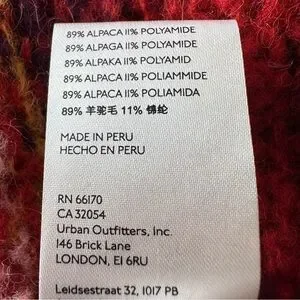 89% ALPACA 11% POLYAMIDE
89% ALPAGA 11% POLYAMIDE
89% ALPAKA 11% POLYAMID
89% ALPACA 11% POLIAMMIDE
89% ALPACA 11% POLIAMIDA
89% 羊驼毛 11% 锦纶
MADE IN PERU
HECHO EN PERU
RN 66170
CA 32054
Urban Outfitters, Inc.
146 Brick Lane
LONDON, E1 6RU
Leidsestraat 32, 1017 PB